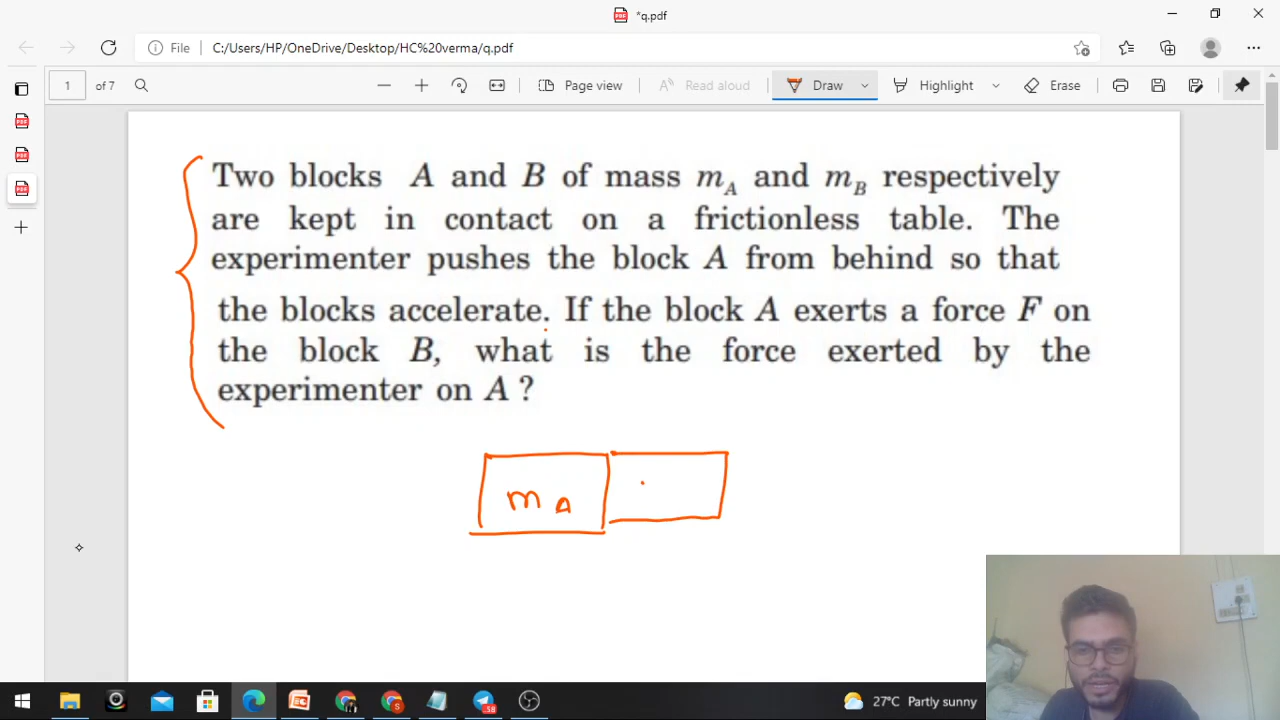 *q.pdf
File C:/Users/HP/OneDrive/Desktop/HC%20verma/q.pdf
1 of 7 Page view Read aloud Draw Highlight Erase
Two blocks A and B of mass m_A and m_B respectively
are kept in contact on a frictionless table. The
experimenter pushes the block A from behind so that
the blocks accelerate. If the block A exerts a force F on
the block B, what is the force exerted by the
experimenter on A ?
m A
27°C Partly sunny